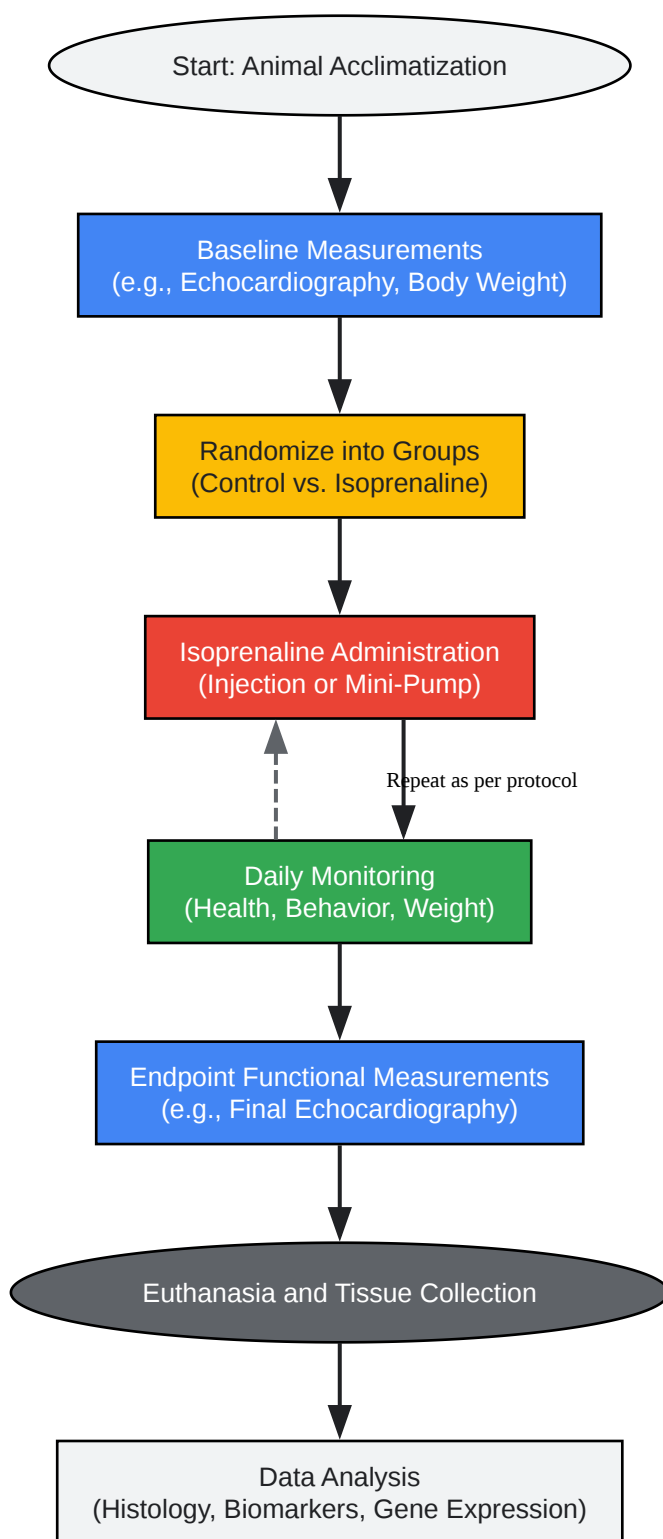 Start: Animal Acclimatization
Baseline Measurements
(e.g., Echocardiography, Body Weight)
Randomize into Groups
(Control vs. Isoprenaline)
Isoprenaline Administration
(Injection or Mini-Pump)
Repeat as per protocol
Daily Monitoring
(Health, Behavior, Weight)
Endpoint Functional Measurements
(e.g., Final Echocardiography)
Euthanasia and Tissue Collection
Data Analysis
(Histology, Biomarkers, Gene Expression)